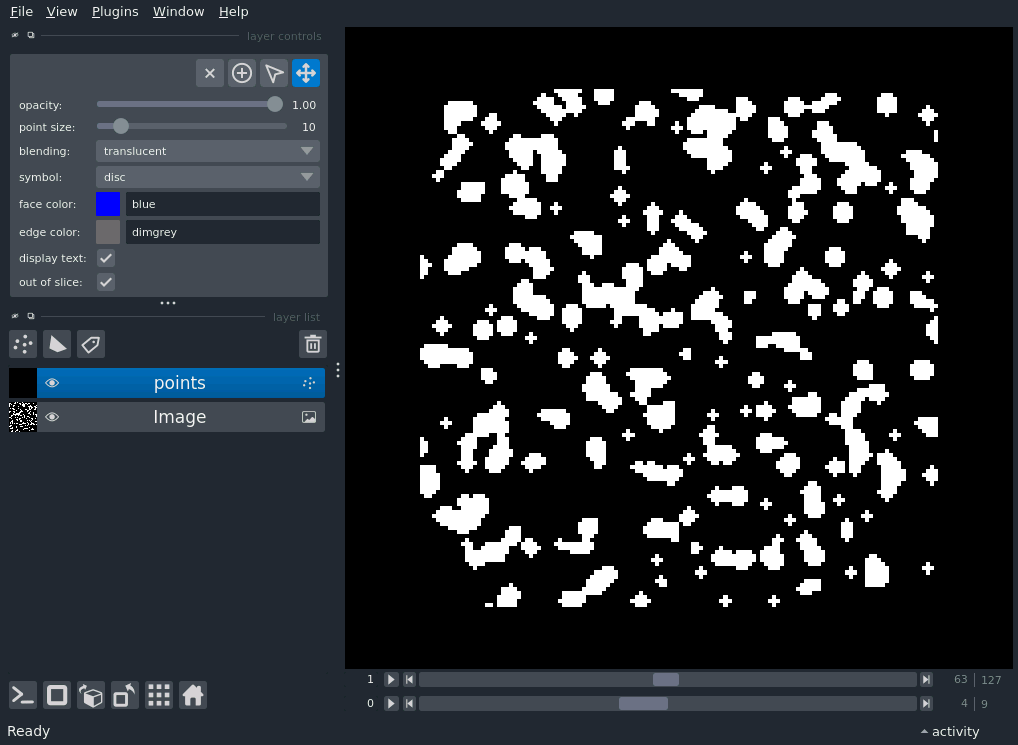 File View Plugins Window Help
layer controls
opacity: 1.00
point size: 10
blending: translucent
symbol: disc
face color: blue
edge color: dimgrey
display text:
out of slice:
layer list
points
Image
1 63 127
0 4 9
Ready activity